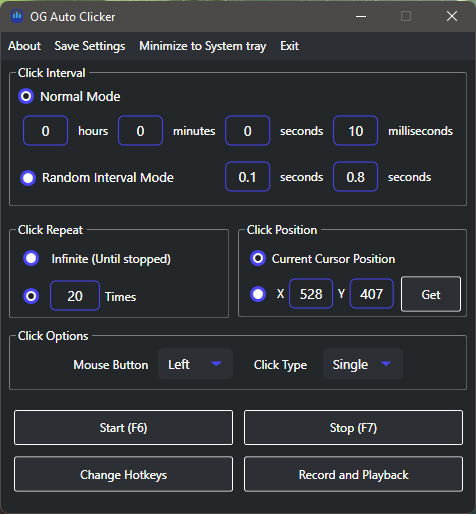 OG Auto Clicker
About Save Settings Minimize to System tray Exit
Click Interval
Normal Mode
0 hours 0 minutes 0 seconds 10 milliseconds
Random Interval Mode 0.1 seconds 0.8 seconds
Click Repeat
Infinite (Until stopped)
20 Times
Click Position
Current Cursor Position
X 528 Y 407 Get
Click Options
Mouse Button Left Click Type Single
Start (F6) Stop (F7)
Change Hotkeys Record and Playback